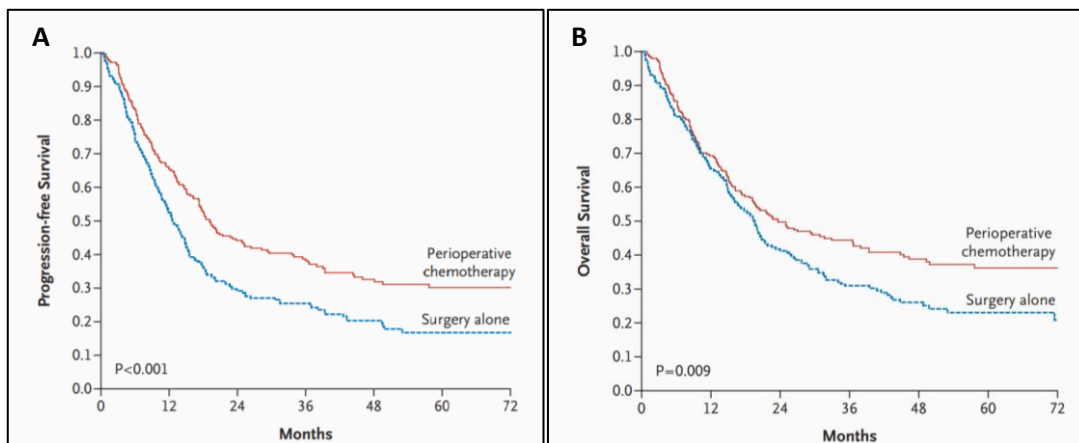 A
1.0
0.9
0.8
0.7
0.6
0.5
0.4
0.3
0.2
0.1
0.0
Progression-free Survival
Perioperative
chemotherapy
Surgery alone
P<0.001
0 12 24 36 48 60 72
Months
B
1.0
0.9
0.8
0.7
0.6
0.5
0.4
0.3
0.2
0.1
0.0
Overall Survival
Perioperative
chemotherapy
Surgery alone
P=0.009
0 12 24 36 48 60 72
Months